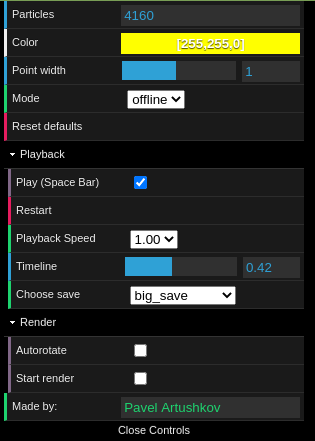 Particles 4160
Color [255,255,0]
Point width 1
Mode offline
Reset defaults
Playback
Play (Space Bar)
Restart
Playback Speed 1.00
Timeline 0.42
Choose save big_save
Render
Autorotate
Start render
Made by: Pavel Artushkov
Close Controls